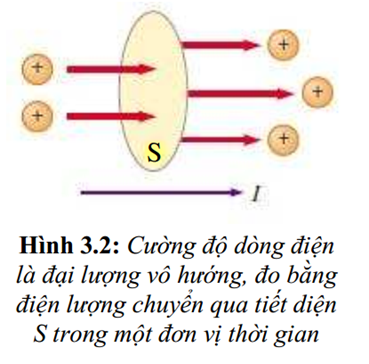 +
+
+
+
+
S
I
Hình 3.2: Cường độ dòng điện
là đại lượng vô hướng, đo bằng
điện lượng chuyển qua tiết diện
S trong một đơn vị thời gian